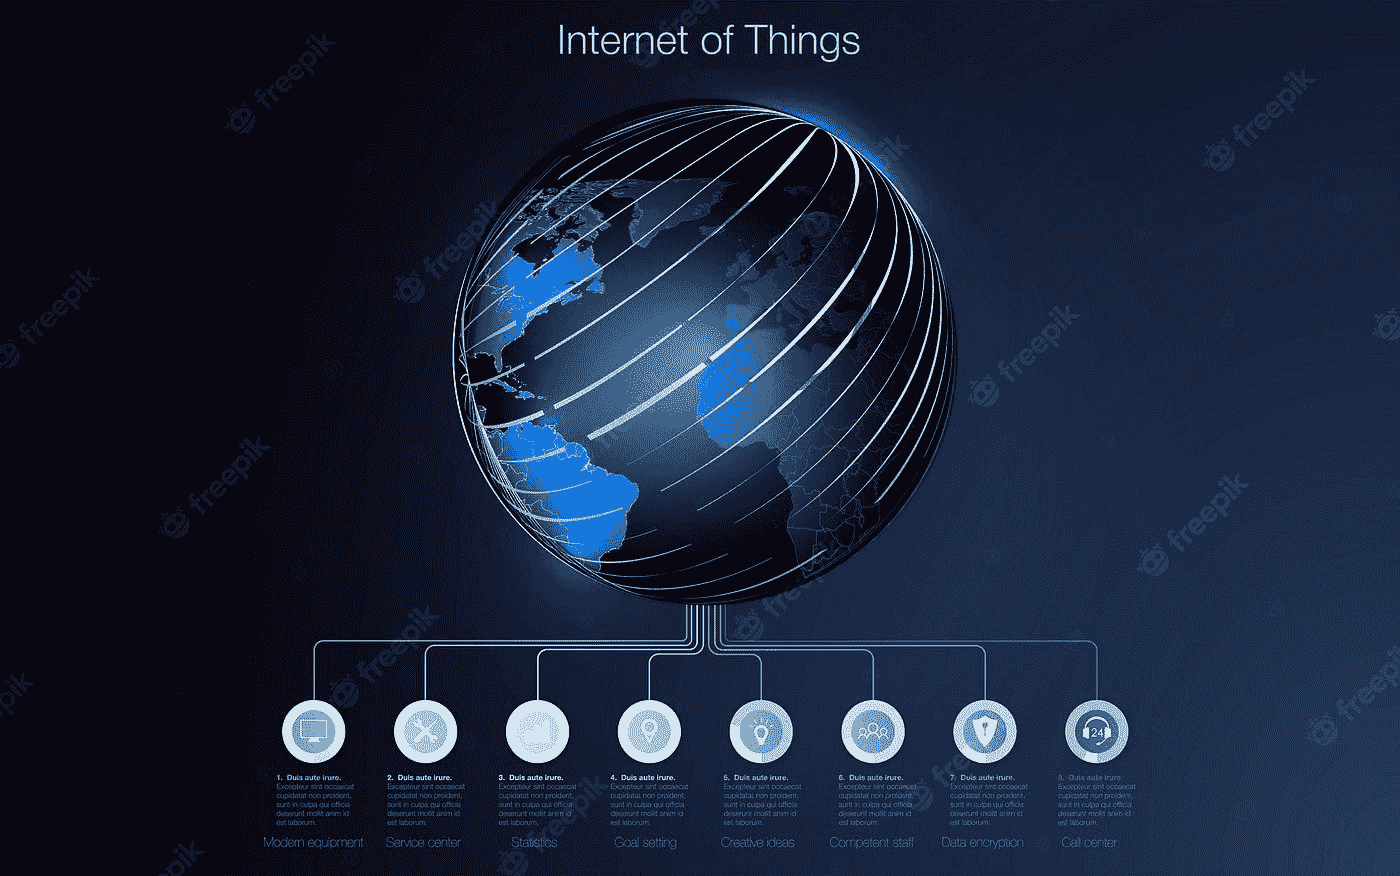 Internet of Things
freepik
freepik
freepik
freepik
freepik
freepik
freepik
freepik
freepik
freepik
24
1. Duis aute irure.
Excepteur sint occaecat
cupidatat non proident,
sunt in culpa qui officia
deserunt mollit anim id
est laborum.
Modern equipment
2. Duis aute irure.
Excepteur sint occaecat
cupidatat non proident,
sunt in culpa qui officia
deserunt mollit anim id
est laborum.
Service center
3. Duis aute irure.
Excepteur sint occaecat
cupidatat non proident,
sunt in culpa qui officia
deserunt mollit anim id
est laborum.
Statistics
4. Duis aute irure.
Excepteur sint occaecat
cupidatat non proident,
sunt in culpa qui officia
deserunt mollit anim id
est laborum.
Goal setting
5. Duis aute irure.
Excepteur sint occaecat
cupidatat non proident,
sunt in culpa qui officia
deserunt mollit anim id
est laborum.
Creative ideas
6. Duis aute irure.
Excepteur sint occaecat
cupidatat non proident,
sunt in culpa qui officia
deserunt mollit anim id
est laborum.
Competent staff
7. Duis aute irure.
Excepteur sint occaecat
cupidatat non proident,
sunt in culpa qui officia
deserunt mollit anim id
est laborum.
Data encryption
8. Duis aute irure.
Excepteur sint occaecat
cupidatat non proident,
sunt in culpa qui officia
deserunt mollit anim id
est laborum.
Call center